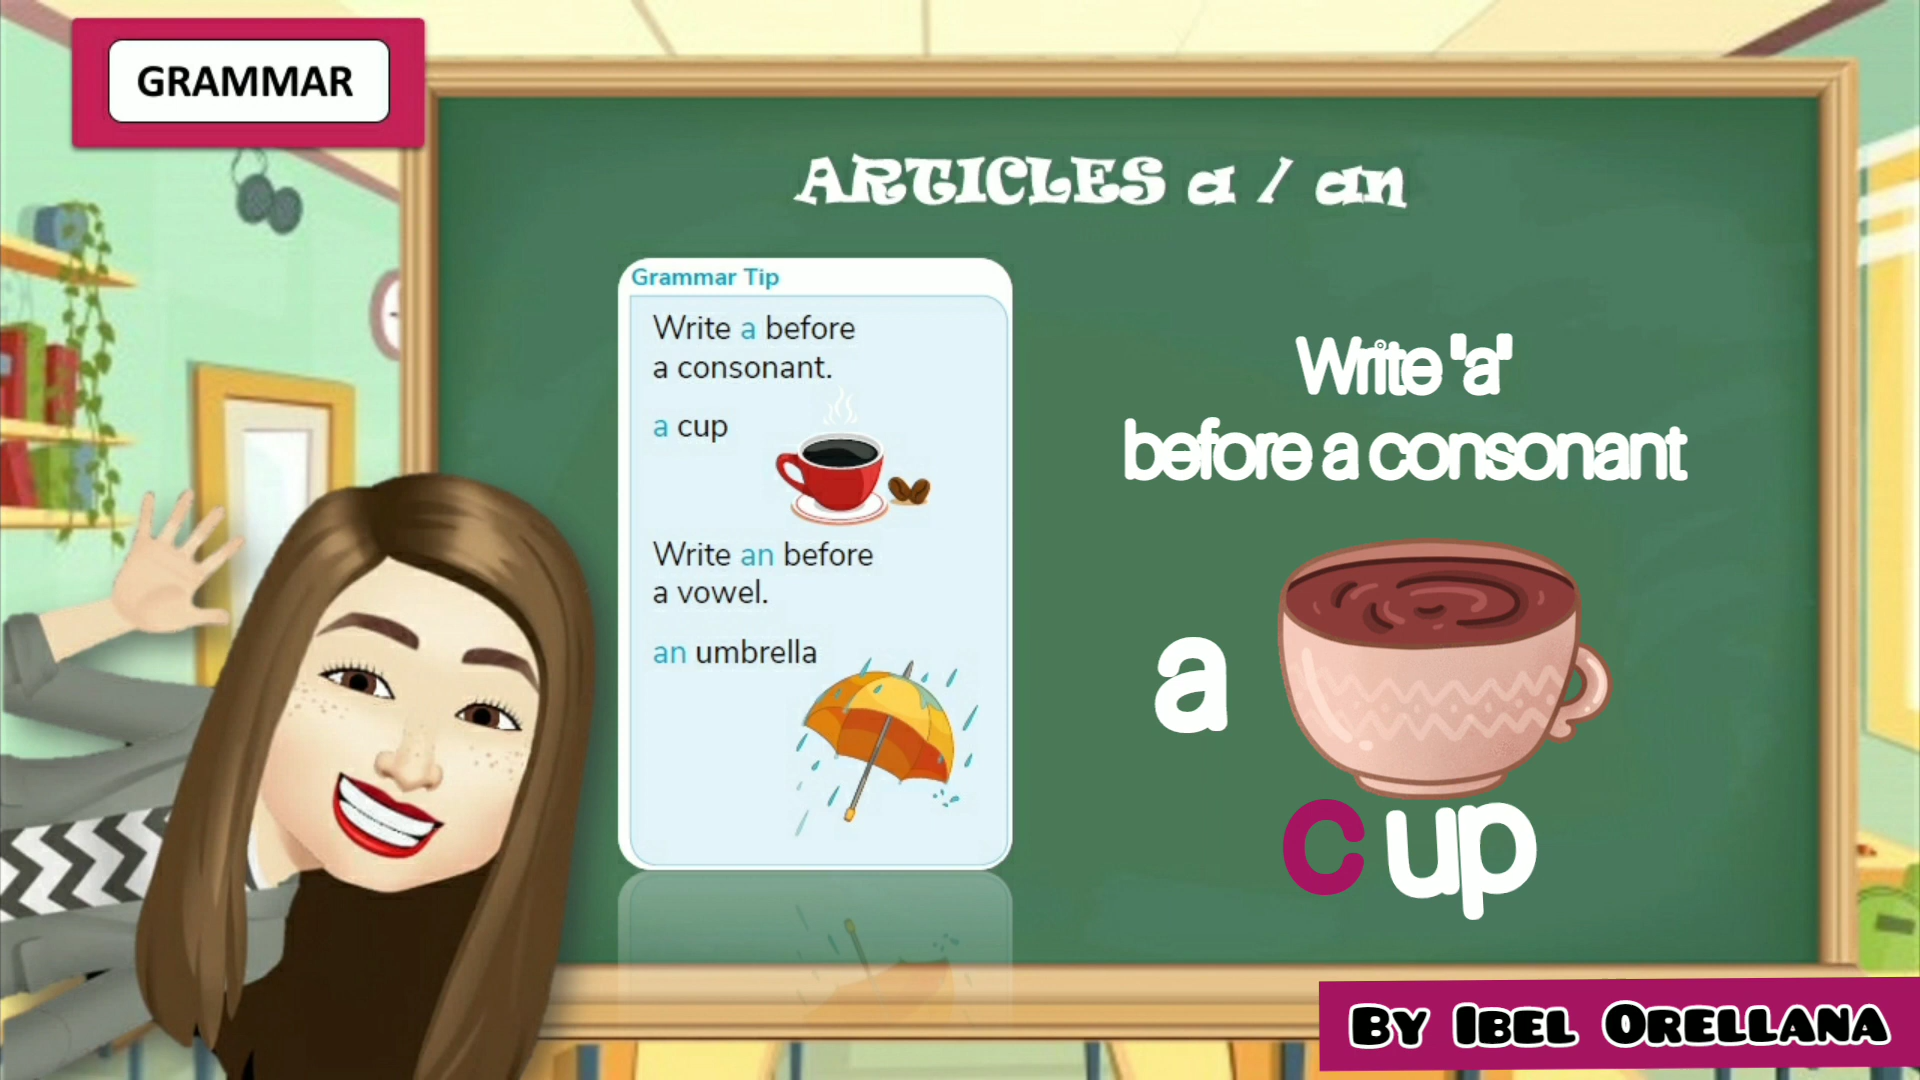 GRAMMAR
ARTICLES a / an
Grammar Tip
Write a before
a consonant.
a cup
Write an before
a vowel.
an umbrella
Write 'a'
before a consonant
a
cup
By Ibel Orellana